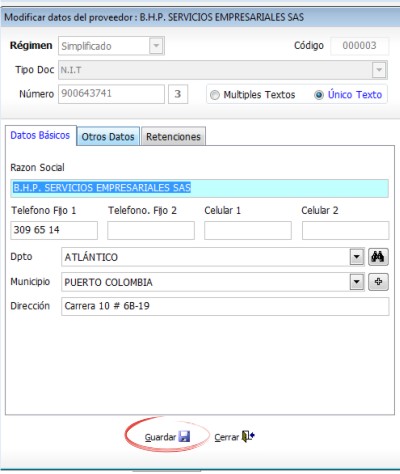 Modificar datos del proveedor : B.H.P. SERVICIOS EMPRESARIALES SAS
Régimen Simplificado Código 000003
Tipo Doc N.I.T
Número 900643741 3 Multiples Textos Único Texto
Datos Básicos Otros Datos Retenciones
Razon Social
B.H.P. SERVICIOS EMPRESARIALES SAS
Telefono Fijo 1 Telefono. Fijo 2 Celular 1 Celular 2
309 65 14
Dpto ATLÁNTICO
Municipio PUERTO COLOMBIA
Dirección Carrera 10 # 6B-19
Guardar Cerrar